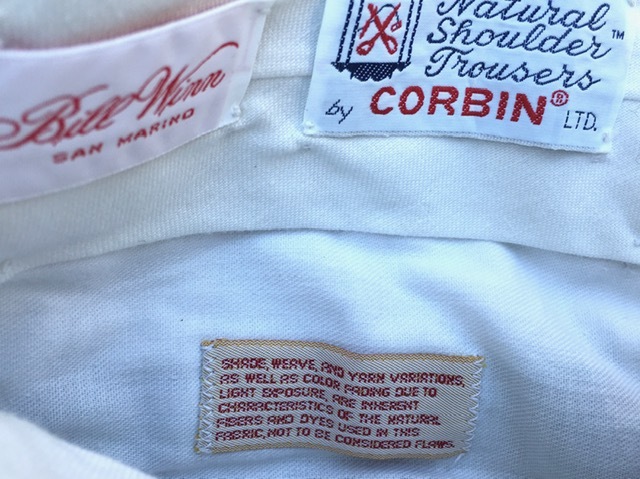 Bill Winn
SAN MARINO
Natural
Shoulder™
Trousers
by CORBIN® LTD.
SHADE, WEAVE, AND YARN VARIATIONS,
AS WELL AS COLOR FADING DUE TO
LIGHT EXPOSURE, ARE INHERENT
CHARACTERISTICS OF THE NATURAL
FIBERS AND DYES USED IN THIS
FABRIC, NOT TO BE CONSIDERED FLAWS.